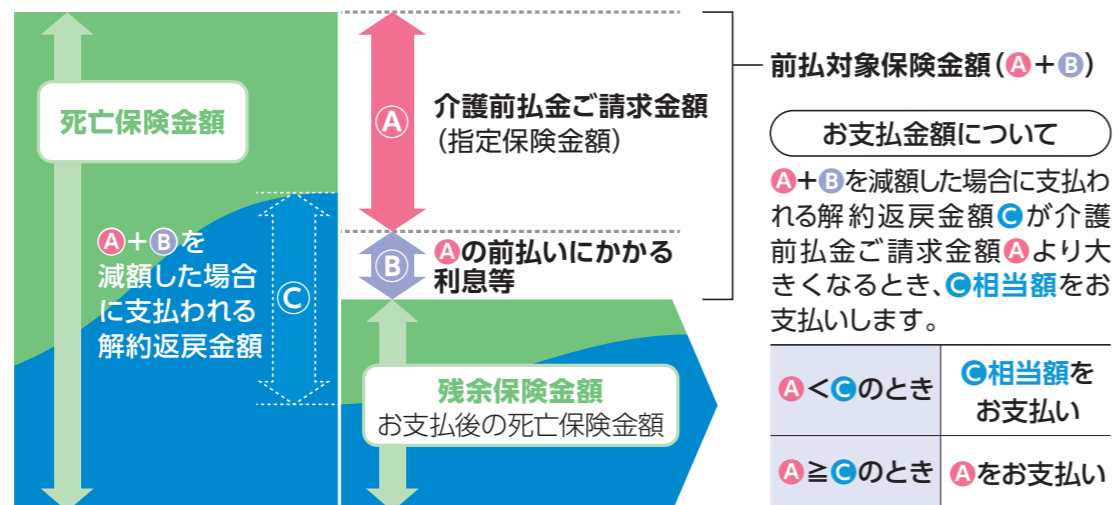 死亡保険金額
Ⓐ+Ⓑを
減額した場合
に支払われる
解約返戻金額
Ⓒ
Ⓐ
介護前払金ご請求金額
(指定保険金額)
Ⓑ
Ⓐの前払いにかかる
利息等
残余保険金額
お支払後の死亡保険金額
前払対象保険金額(Ⓐ+Ⓑ)
お支払金額について
Ⓐ+Ⓑを減額した場合に支払わ
れる解約返戻金額Ⓒが介護
前払金ご請求金額Ⓐより大
きくなるとき、Ⓒ相当額をお
支払いします。
Ⓐ<Ⓒのとき
Ⓒ相当額を
お支払い
Ⓐ≧Ⓒのとき
Ⓐをお支払い